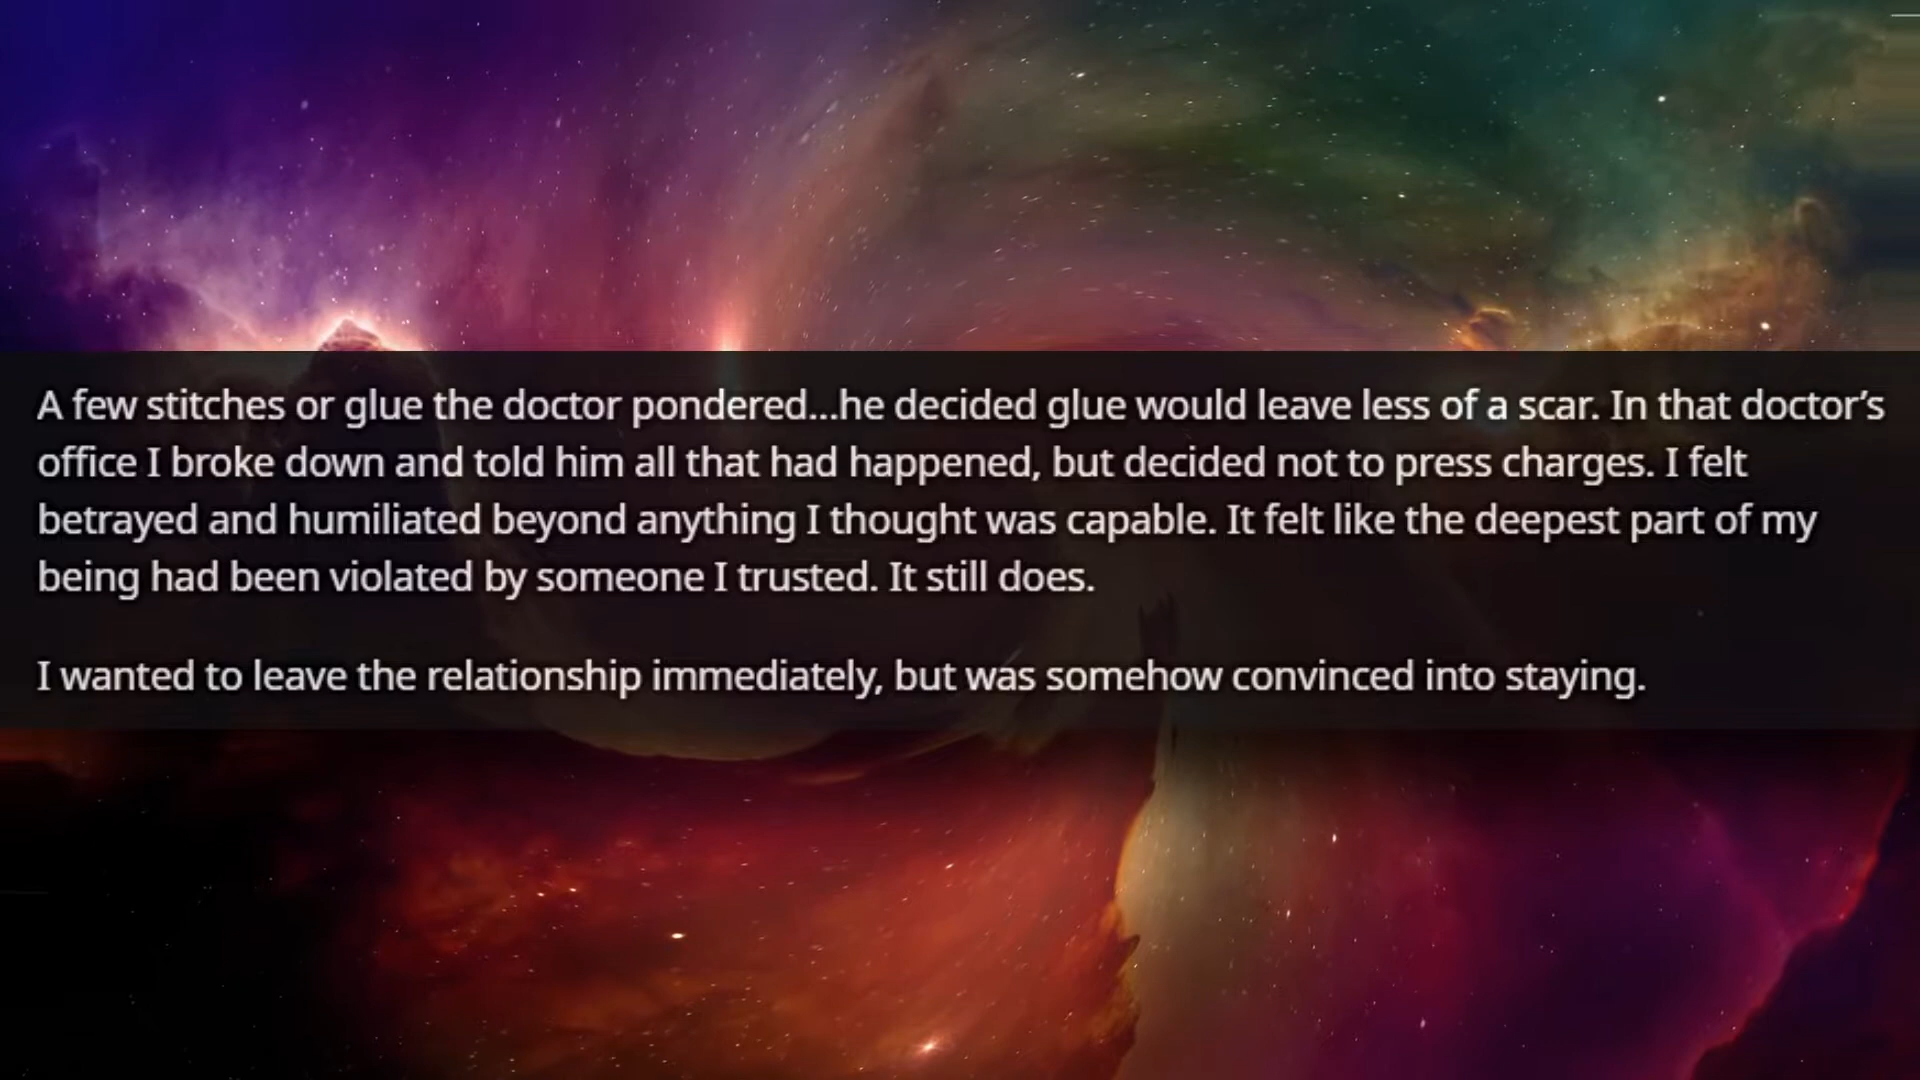 A few stitches or glue the doctor pondered...he decided glue would leave less of a scar. In that doctor's
office I broke down and told him all that had happened, but decided not to press charges. I felt
betrayed and humiliated beyond anything I thought was capable. It felt like the deepest part of my
being had been violated by someone I trusted. It still does.
I wanted to leave the relationship immediately, but was somehow convinced into staying.